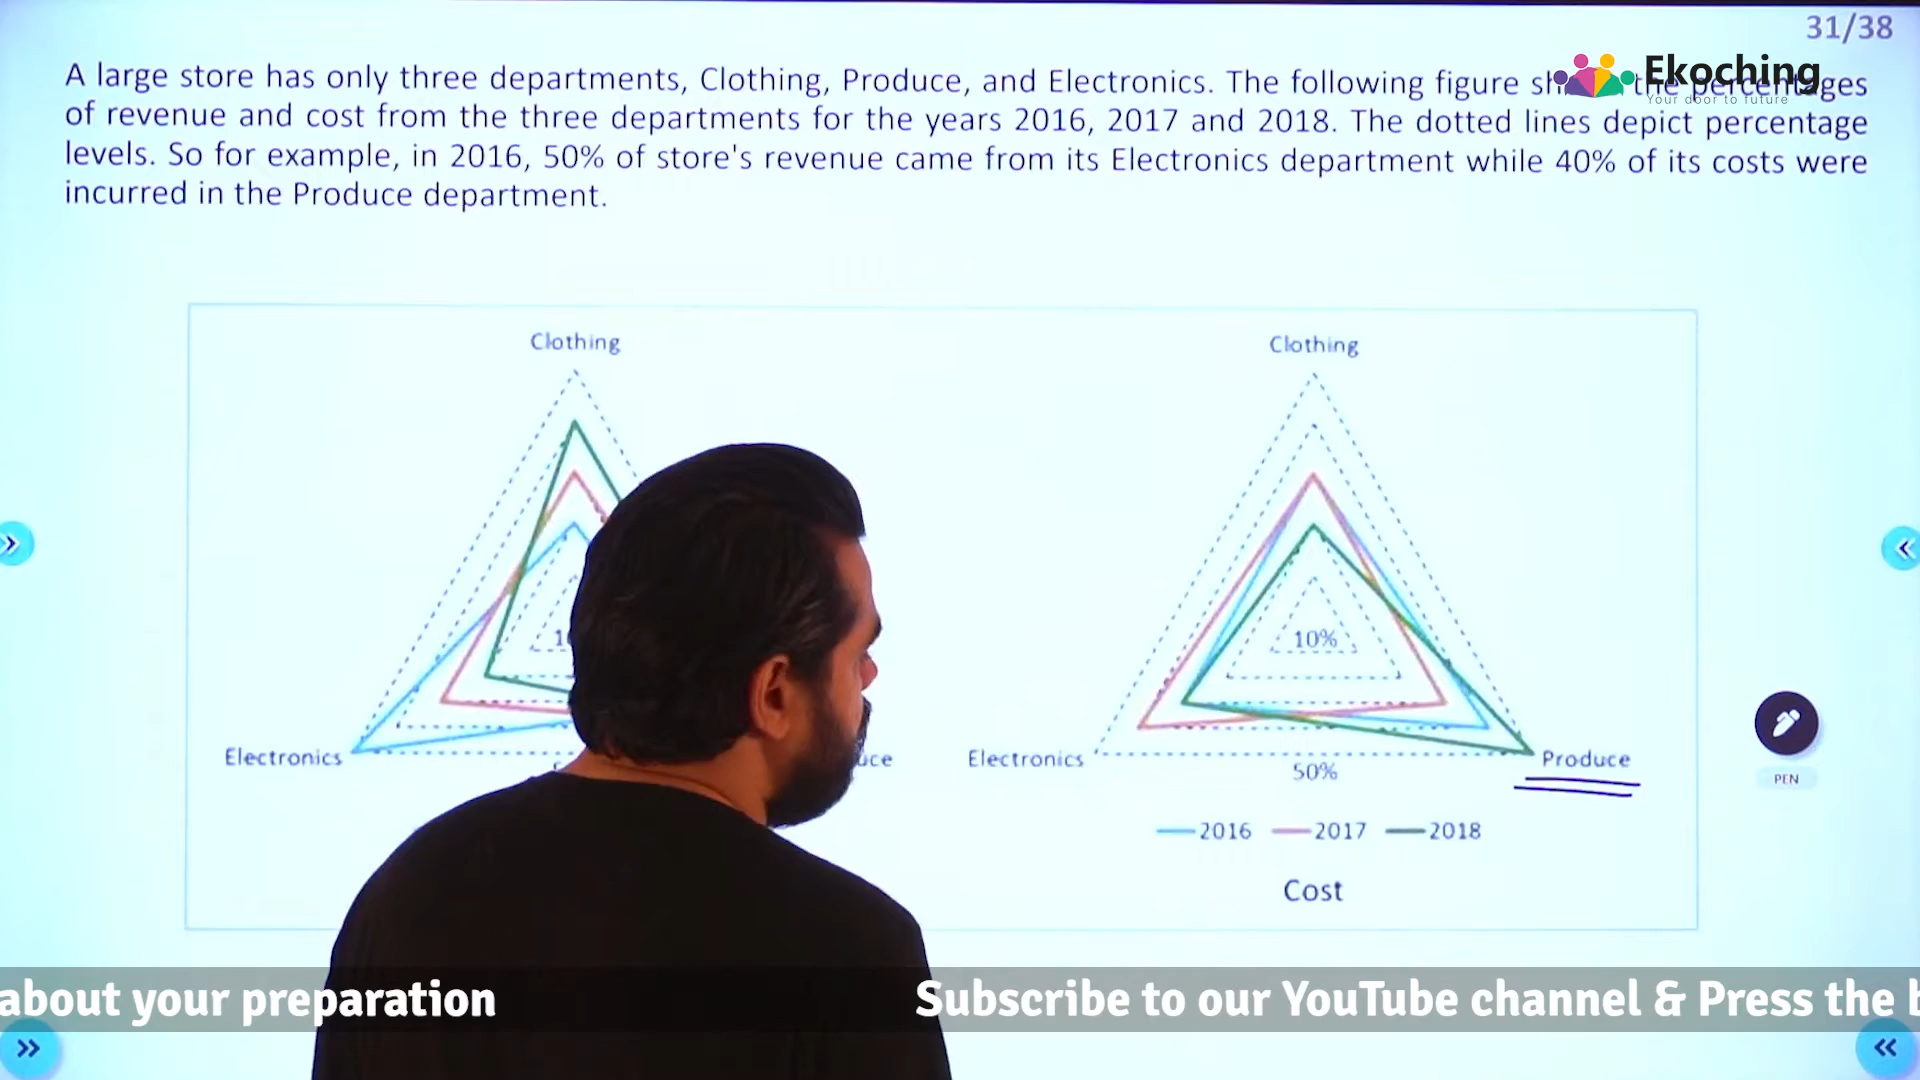 31/38
Ekoching
Your door to future
A large store has only three departments, Clothing, Produce, and Electronics. The following figure the percentages
of revenue and cost from the three departments for the years 2016, 2017 and 2018. The dotted lines depict percentage
levels. So for example, in 2016, 50% of store's revenue came from its Electronics department while 40% of its costs were
incurred in the Produce department.
Clothing
Electronics
Clothing
10%
Electronics
50%
Produce
2016 2017 2018
Cost
PEN
about your preparation Subscribe to our YouTube channel & Press the